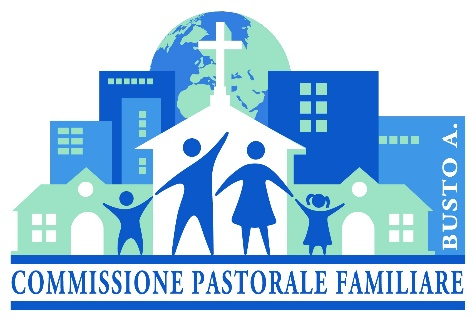 BUSTO A.
COMMISSIONE PASTORALE FAMILIARE